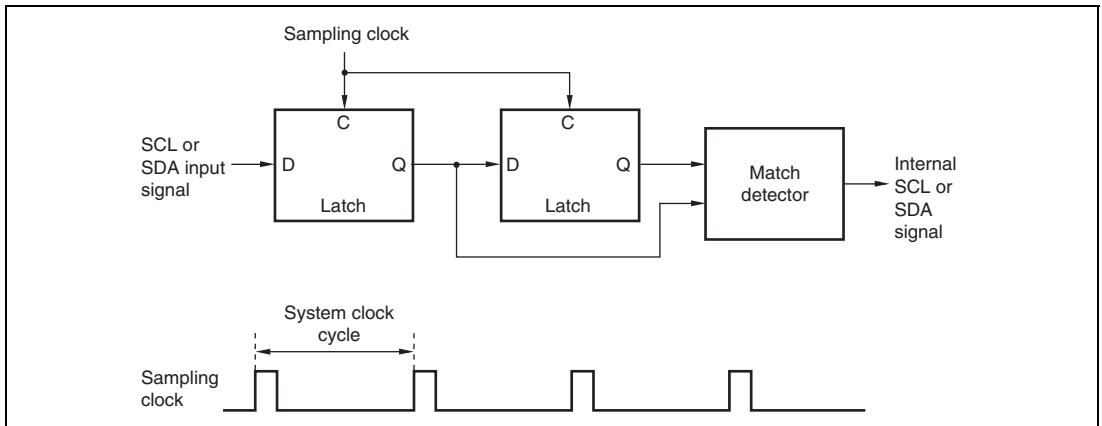 Sampling clock
C
C
SCL or
SDA input
signal
D
Q
Latch
D
Q
Latch
Match
detector
Internal
SCL or
SDA
signal
System clock
cycle
Sampling
clock